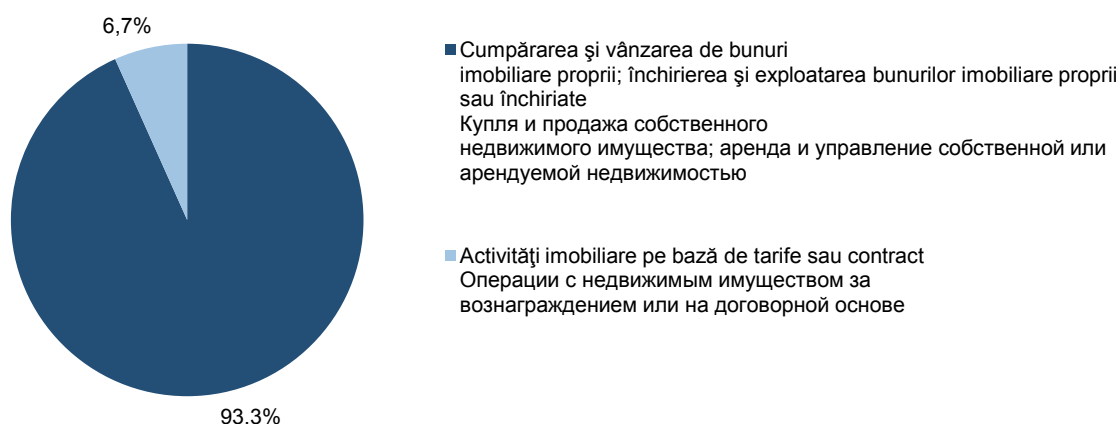 6,7%
Cumpărarea şi vânzarea de bunuri
imobiliare proprii; închirierea şi exploatarea bunurilor imobiliare proprii
sau închiriate
Купля и продажа собственного
недвижимого имущества; аренда и управление собственной или
арендуемой недвижимостью
Activităţi imobiliare pe bază de tarife sau contract
Операции с недвижимым имуществом за
вознаграждением или на договорной основе
93,3%